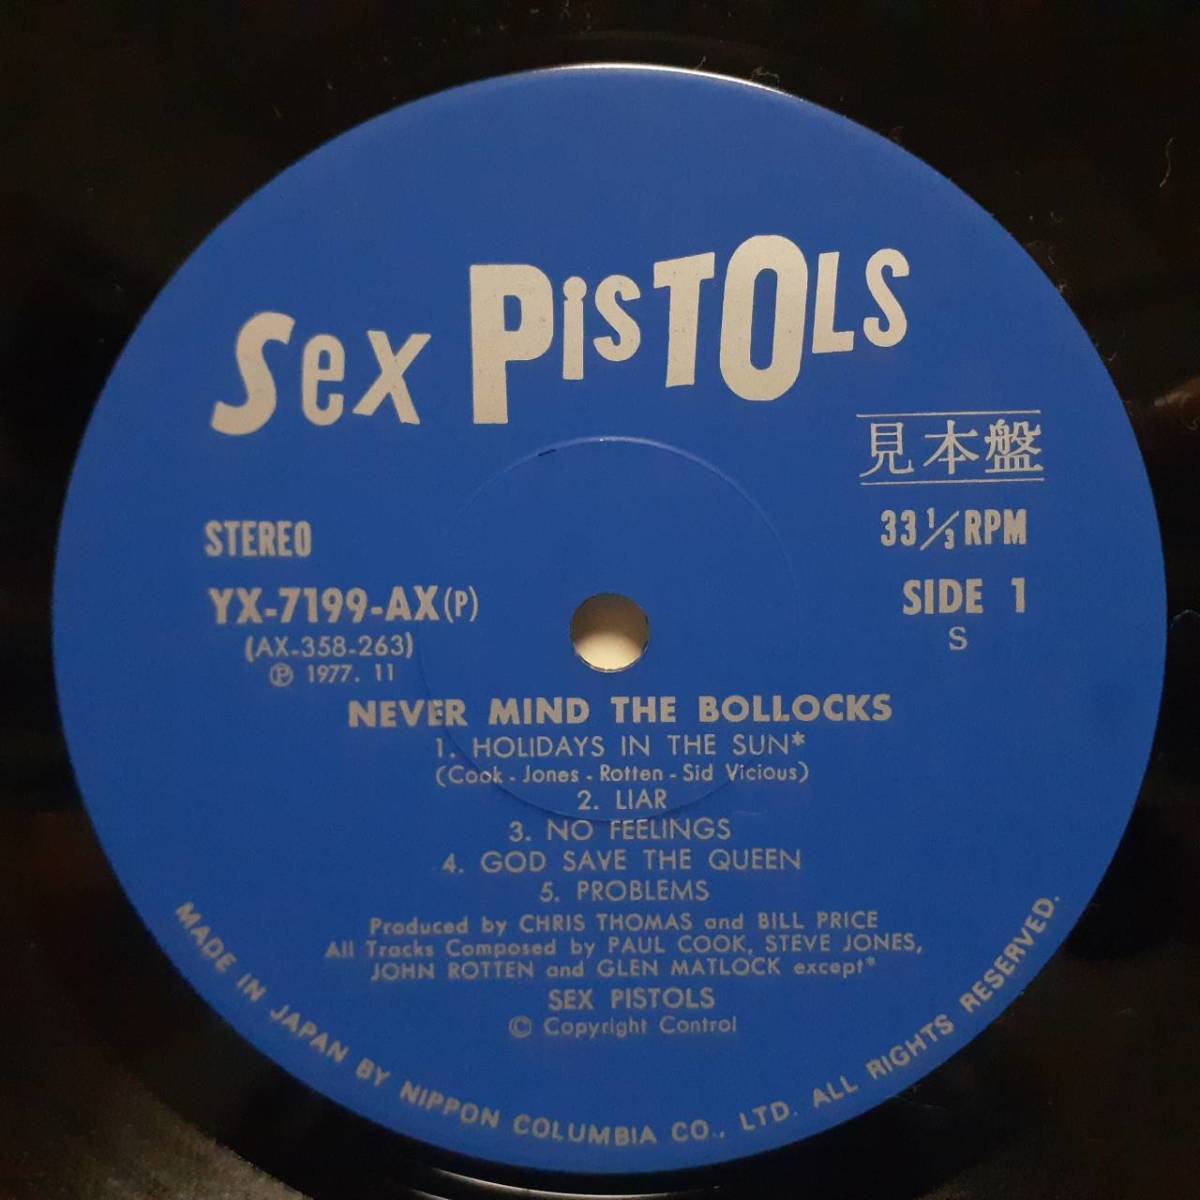 Sex PiSTOLS
見本盤
STEREO
33 1/3 RPM
YX-7199-AX(P)
SIDE 1
(AX-358-263)
S
Ⓟ 1977. 11
NEVER MIND THE BOLLOCKS
1. HOLIDAYS IN THE SUN*
(Cook - Jones - Rotten - Sid Vicious)
2. LIAR
3. NO FEELINGS
4. GOD SAVE THE QUEEN
5. PROBLEMS
Produced by CHRIS THOMAS and BILL PRICE
All Tracks Composed by PAUL COOK, STEVE JONES,
JOHN ROTTEN and GLEN MATLOCK except*
SEX PISTOLS
© Copyright Control
MADE IN JAPAN BY NIPPON COLUMBIA CO., LTD. ALL RIGHTS RESERVED.